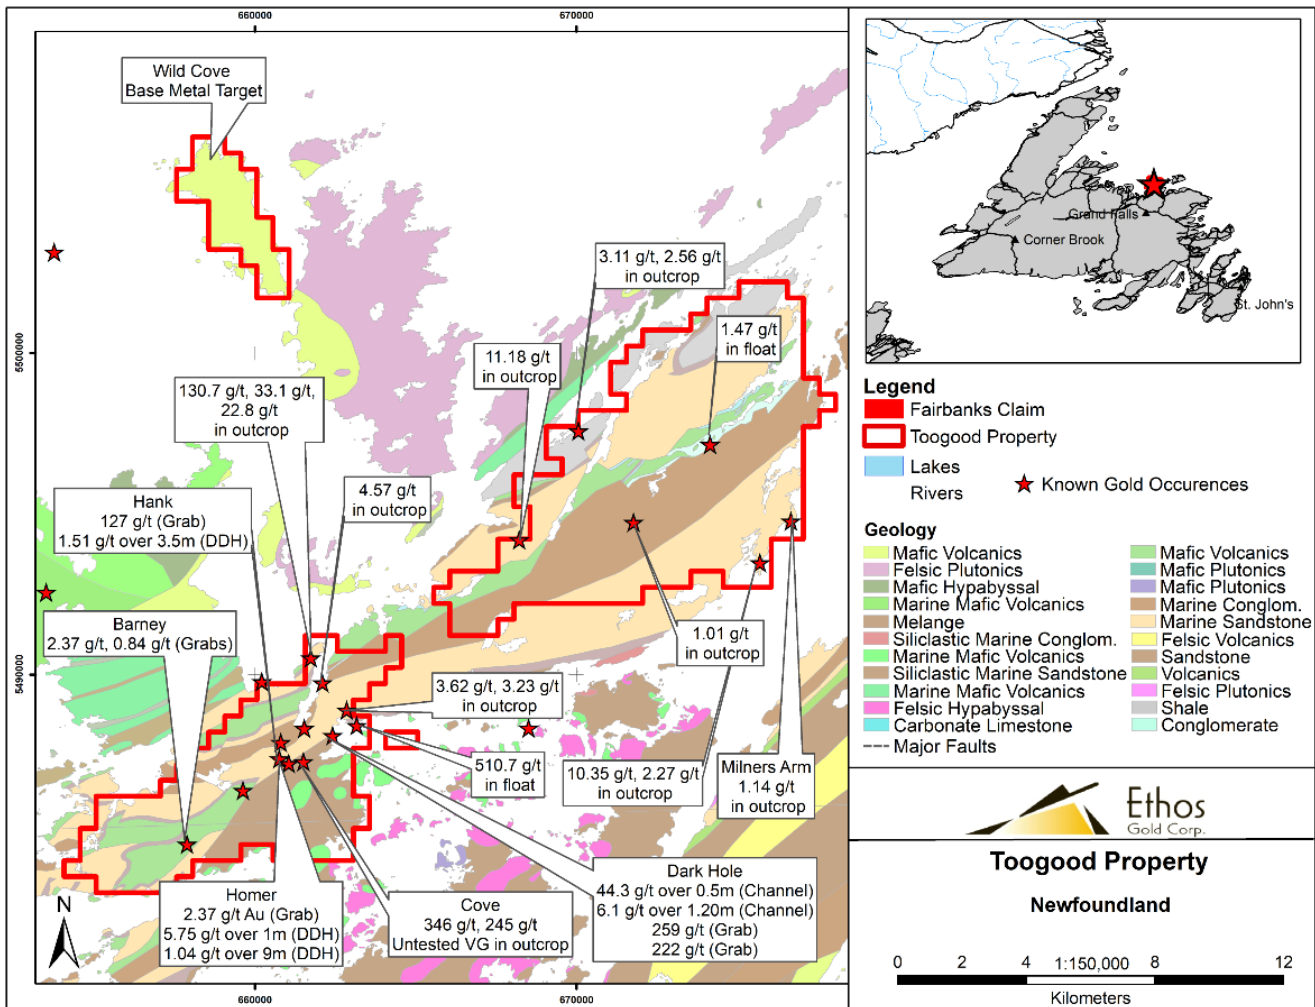 660000
670000
Wild Cove
Base Metal Target
3.11 g/t, 2.56 g/t
in outcrop
1.47 g/t
in float
11.18 g/t
in outcrop
130.7 g/t, 33.1 g/t,
22.8 g/t
in outcrop
4.57 g/t
in outcrop
Hank
127 g/t (Grab)
1.51 g/t over 3.5m (DDH)
Barney
2.37 g/t, 0.84 g/t (Grabs)
1.01 g/t
in outcrop
3.62 g/t, 3.23 g/t
in outcrop
510.7 g/t
in float
10.35 g/t, 2.27 g/t
in outcrop
Milners Arm
1.14 g/t
in outcrop
Homer
2.37 g/t Au (Grab)
5.75 g/t over 1m (DDH)
1.04 g/t over 9m (DDH)
Cove
346 g/t, 245 g/t
Untested VG in outcrop
Dark Hole
44.3 g/t over 0.5m (Channel)
6.1 g/t over 1.20m (Channel)
259 g/t (Grab)
222 g/t (Grab)
N
5500000
5490000
660000
670000
Grand Falls
Corner Brook
St. John's
Legend
Fairbanks Claim
Toogood Property
Lakes
Rivers
Known Gold Occurences
Geology
Mafic Volcanics
Felsic Plutonics
Mafic Hypabyssal
Marine Mafic Volcanics
Melange
Siliclastic Marine Conglom.
Marine Mafic Volcanics
Siliclastic Marine Sandstone
Marine Mafic Volcanics
Felsic Hypabyssal
Carbonate Limestone
Major Faults
Mafic Volcanics
Mafic Plutonics
Mafic Plutonics
Marine Conglom.
Marine Sandstone
Felsic Volcanics
Sandstone
Volcanics
Felsic Plutonics
Shale
Conglomerate
Ethos
Gold Corp.
Toogood Property
Newfoundland
0 2 4 1:150,000 8 12
Kilometers